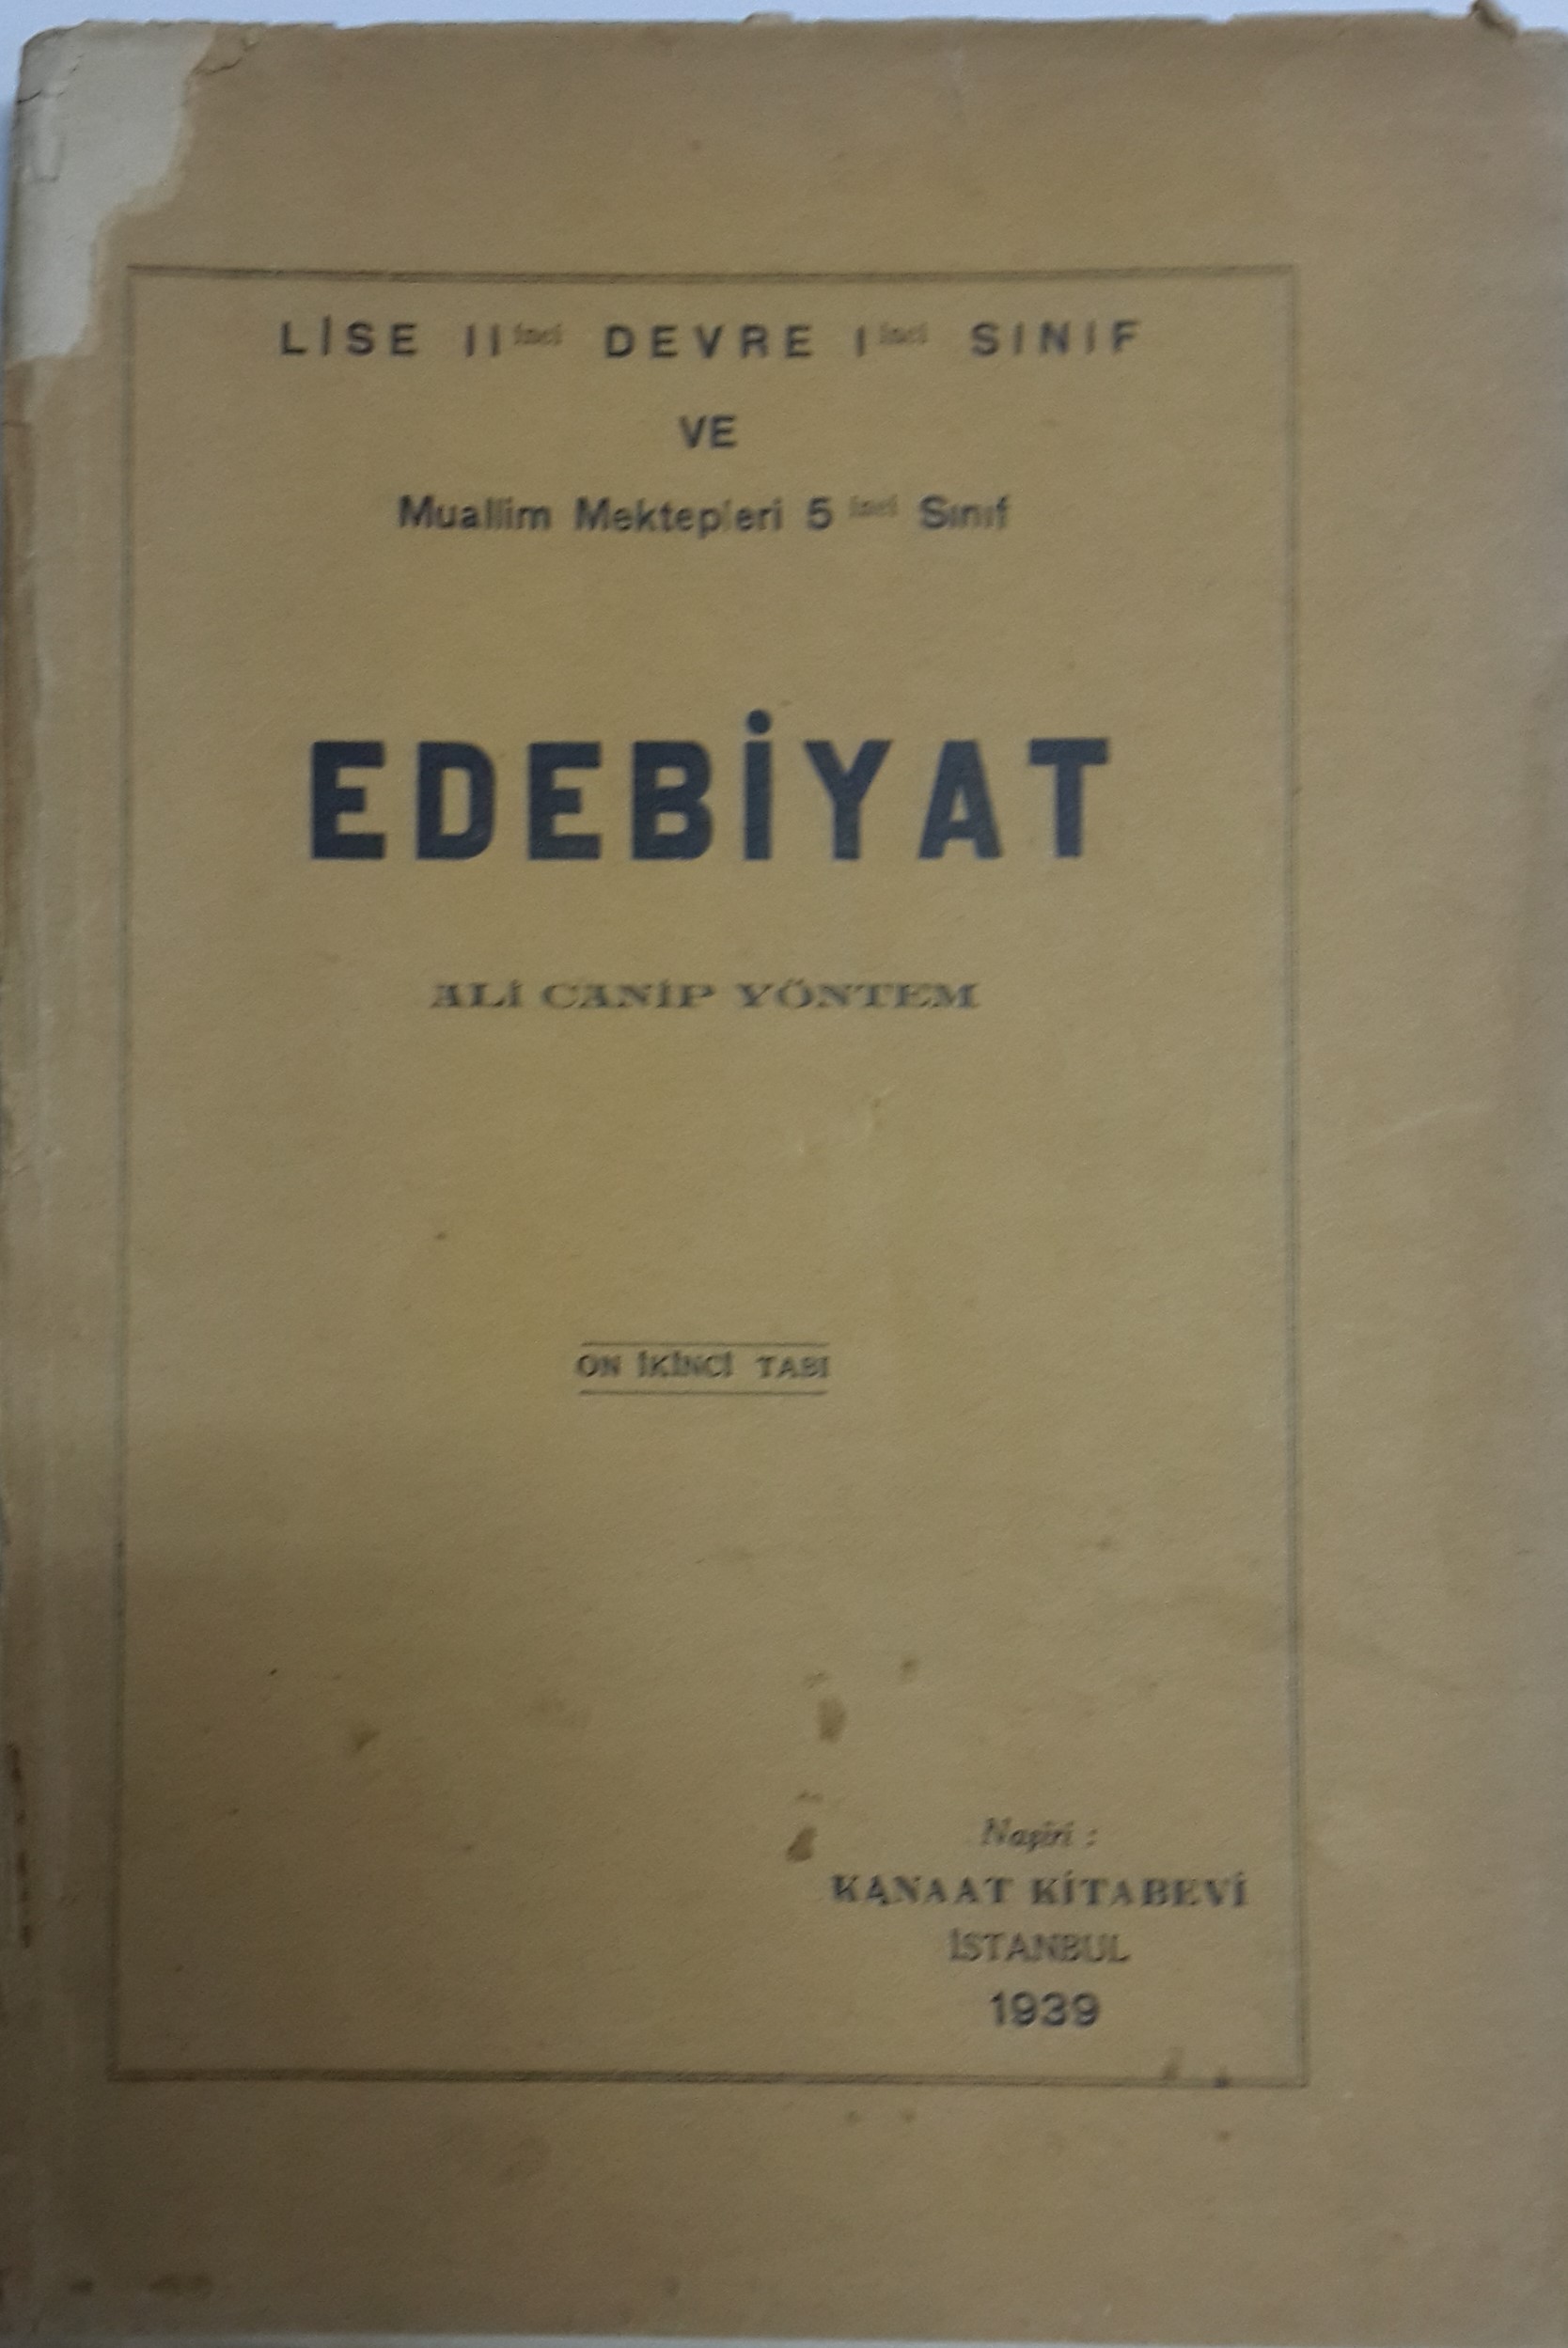 LİSE II inci DEVRE I inci SINIF
VE
Muallim Mektepleri 5 inci Sınıf
EDEBİYAT
ALİ CANİP YÖNTEM
ON İKİNCİ TABI
Naşiri :
KANAAT KİTABEVİ
İSTANBUL
1939